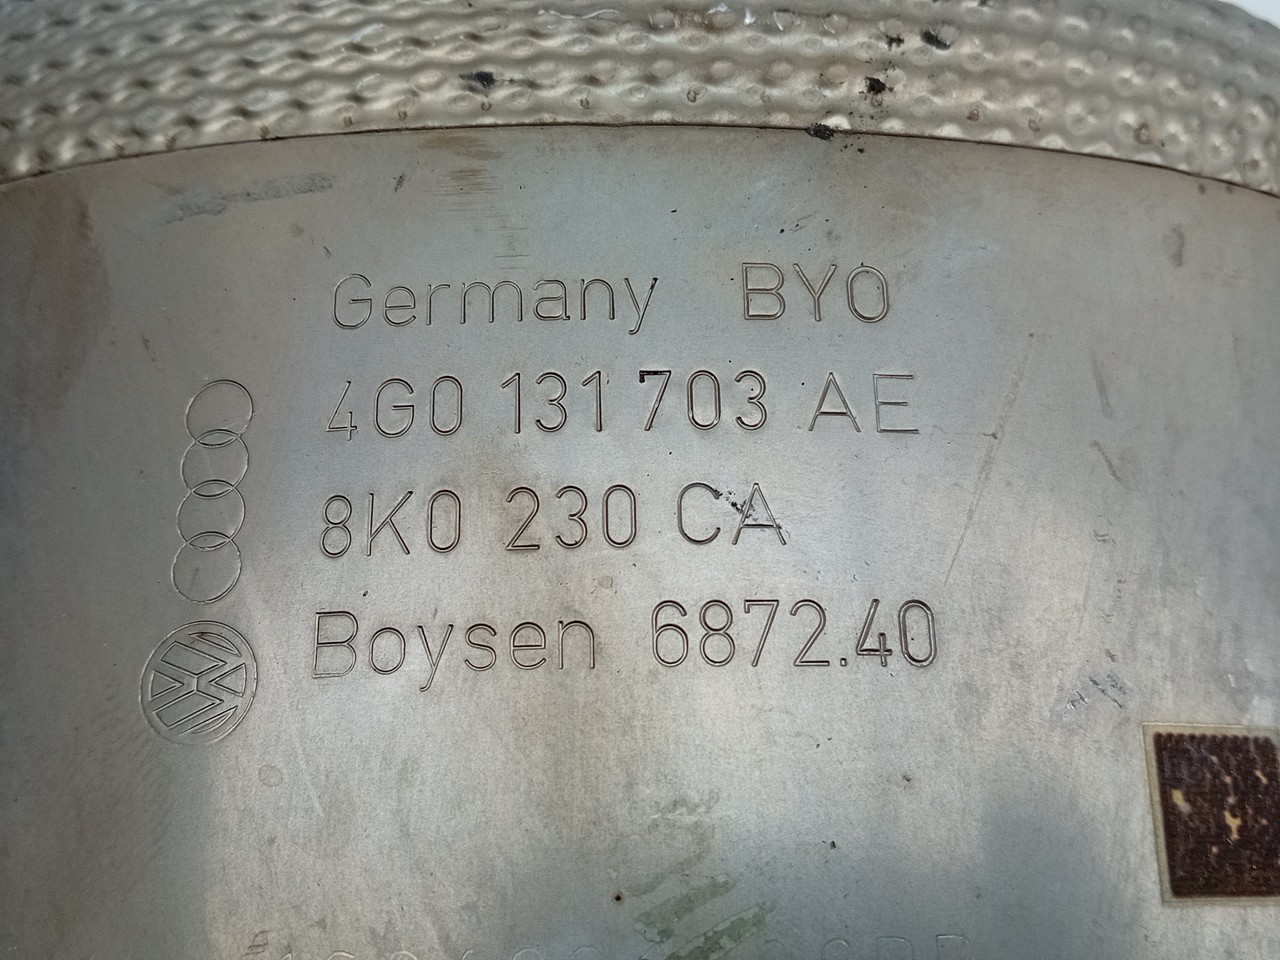 Germany BYO
4G0 131 703 AE
8K0 230 CA
Boysen 6872.40